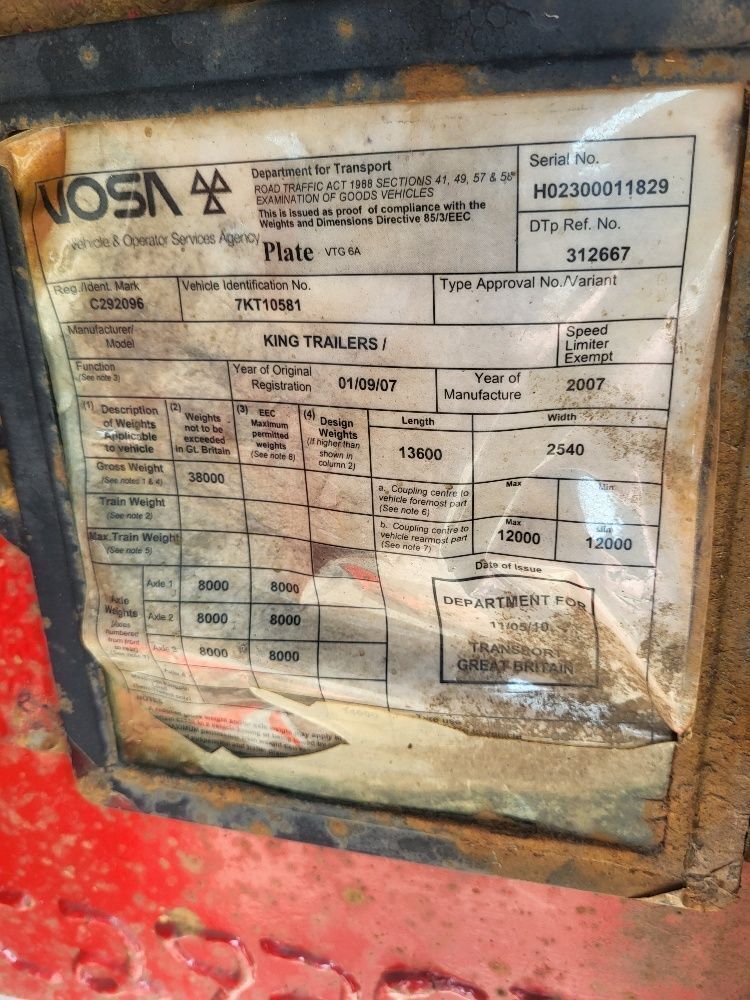 VOSA
Department for Transport
ROAD TRAFFIC ACT 1988 SECTIONS 41, 49, 57 & 58
EXAMINATION OF GOODS VEHICLES
This is issued as proof of compliance with the
Weights and Dimensions Directive 85/3/EEC
Vehicle & Operator Services Agency
Plate VTG 6A
Serial No.
H02300011829
DTp Ref. No.
312667
Reg./Ident. Mark
C292096
Vehicle Identification No.
7KT10581
Type Approval No./Variant
Manufacturer/
Model
KING TRAILERS /
Speed
Limiter
Exempt
Function
(See note 3)
Year of Original
Registration 01/09/07
Year of
Manufacture 2007
(1) Description
of Weights
Applicable
to vehicle
(2) Weights
not to be
exceeded
in Gt. Britain
(3) EEC
Maximum
permitted
weights
(See note 8)
(4) Design
Weights
(if higher than
shown in
column 2)
Length
13600
Width
2540
Gross Weight
(See notes 1 & 4)
38000
a. Coupling centre to
vehicle foremost part
(See note 6)
Max
Min
Train Weight
(See note 2)
b. Coupling centre to
vehicle rearmost part
(See note 7)
Max
12000
Min
12000
Max.Train Weight
(See note 5)
Date of Issue
Axle
Weights
(Axles
numbered
from front
to rear)
Axle 1 8000 8000
Axle 2 8000 8000
Axle 3 8000 8000
DEPARTMENT FOR
11/05/10
TRANSPORT
GREAT BRITAIN
NOTES